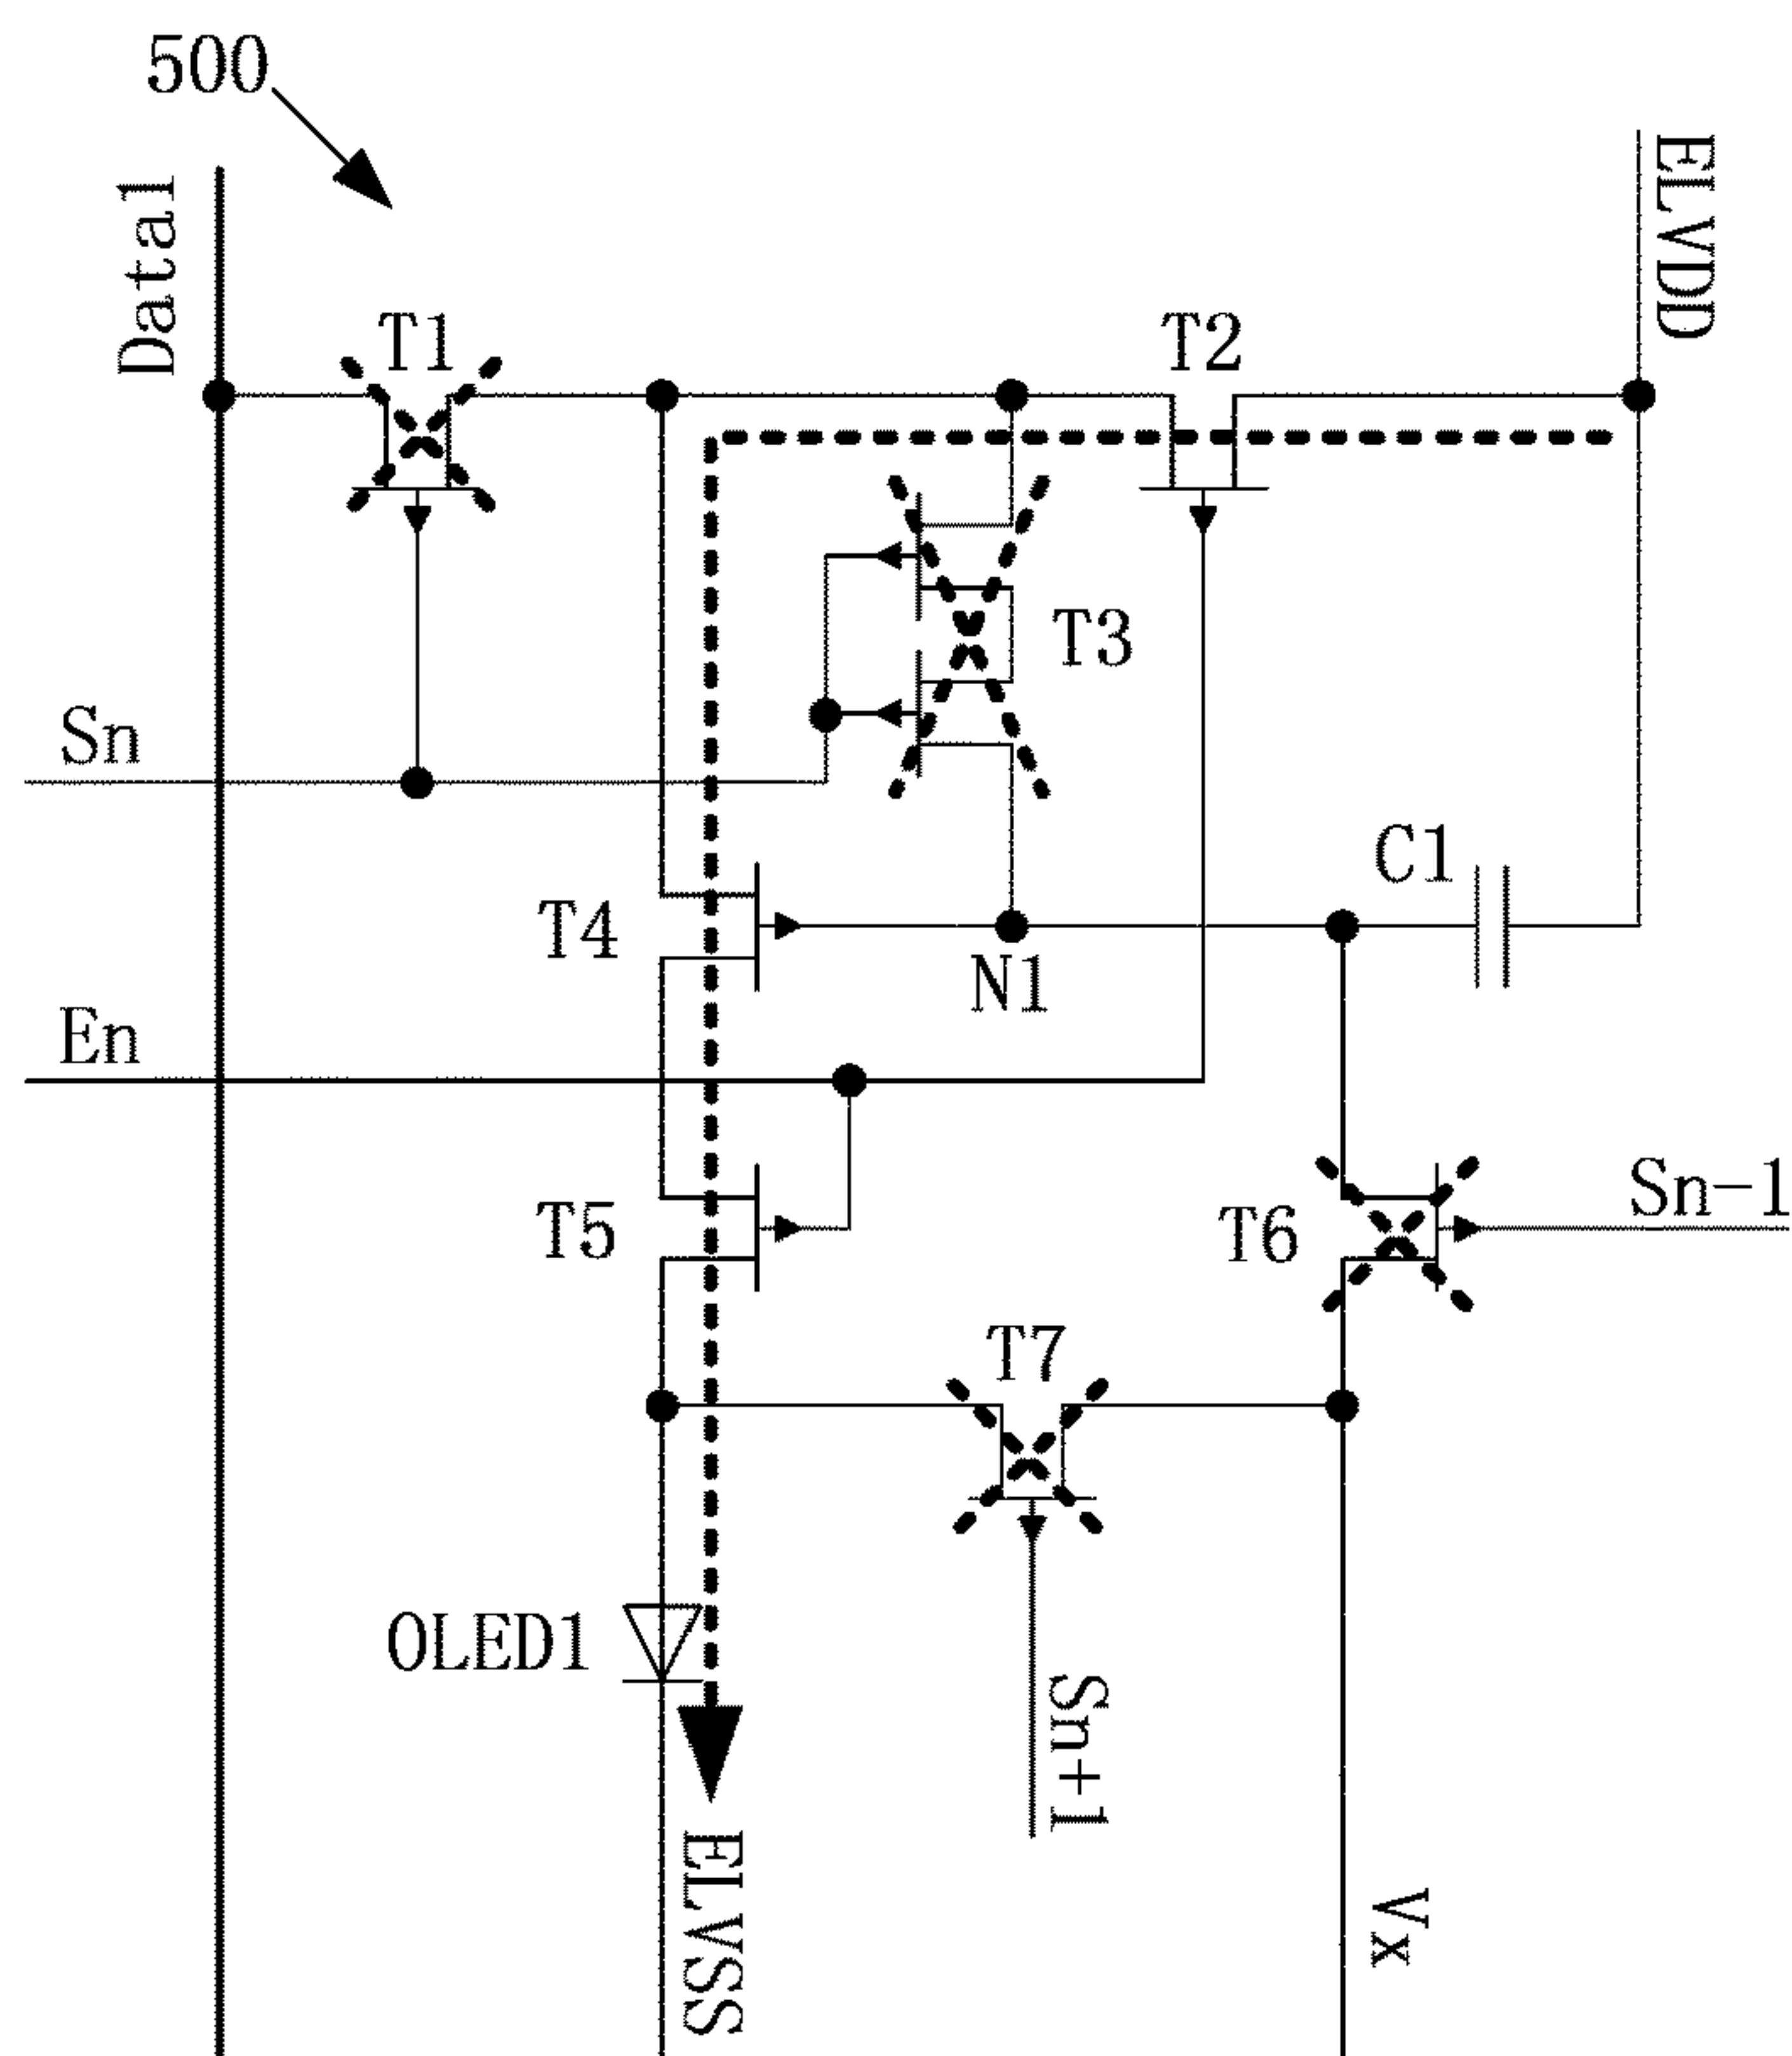 500
Data1
ELVDD
T1
T2
T3
Sn
C1
T4
N1
En
Sn-1
T5
T6
T7
OLED1
Sn+1
ELVSS
Vx